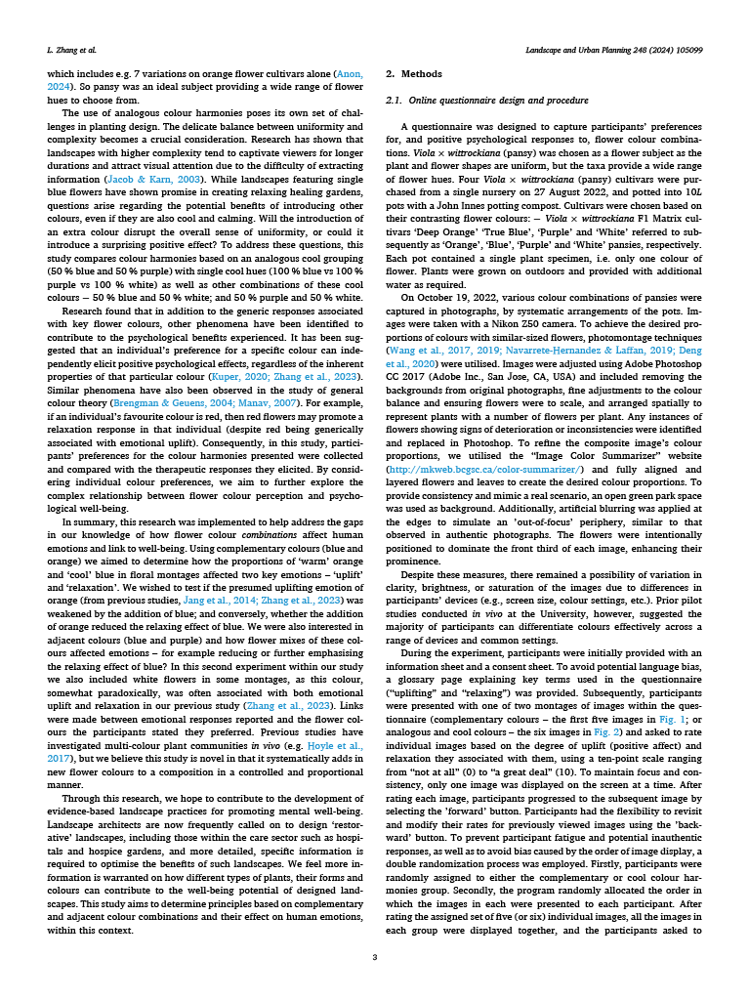 L. Zhang et al.
Landscape and Urban Planning 248 (2024) 105099
which includes e.g. 7 variations on orange flower cultivars alone (Anon,
2024). So pansy was an ideal subject providing a wide range of flower
hues to choose from.
The use of analogous colour harmonies poses its own set of chal-
lenges in planting design. The delicate balance between uniformity and
complexity becomes a crucial consideration. Research has shown that
landscapes with higher complexity tend to captivate viewers for longer
durations and attract visual attention due to the difficulty of extracting
information (Jacob & Karn, 2003). While landscapes featuring single
blue flowers have shown promise in creating relaxing healing gardens,
questions arise regarding the potential benefits of introducing other
colours, even if they are also cool and calming. Will the introduction of
an extra colour disrupt the overall sense of uniformity, or could it
introduce a surprising positive effect? To address these questions, this
study compares colour harmonies based on an analogous cool grouping
(50 % blue and 50 % purple) with single cool hues (100 % blue vs 100 %
purple vs 100 % white) as well as other combinations of these cool
colours − 50 % blue and 50 % white; and 50 % purple and 50 % white.
Research found that in addition to the generic responses associated
with key flower colours, other phenomena have been identified to
contribute to the psychological benefits experienced. It has been sug-
gested that an individual's preference for a specific colour can inde-
pendently elicit positive psychological effects, regardless of the inherent
properties of that particular colour (Kuper, 2020; Zhang et al., 2023).
Similar phenomena have also been observed in the study of general
colour theory (Brengman & Geuens, 2004; Manav, 2007). For example,
if an individual's favourite colour is red, then red flowers may promote a
relaxation response in that individual (despite red being generically
associated with emotional uplift). Consequently, in this study, partici-
pants' preferences for the colour harmonies presented were collected
and compared with the therapeutic responses they elicited. By consid-
ering individual colour preferences, we aim to further explore the
complex relationship between flower colour perception and psycho-
logical well-being.
In summary, this research was implemented to help address the gaps
in our knowledge of how flower colour combinations affect human
emotions and link to well-being. Using complementary colours (blue and
orange) we aimed to determine how the proportions of 'warm' orange
and 'cool' blue in floral montages affected two key emotions – 'uplift'
and 'relaxation'. We wished to test if the presumed uplifting emotion of
orange (from previous studies, Jang et al., 2014; Zhang et al., 2023) was
weakened by the addition of blue; and conversely, whether the addition
of orange reduced the relaxing effect of blue. We were also interested in
adjacent colours (blue and purple) and how flower mixes of these col-
ours affected emotions – for example reducing or further emphasising
the relaxing effect of blue? In this second experiment within our study
we also included white flowers in some montages, as this colour,
somewhat paradoxically, was often associated with both emotional
uplift and relaxation in our previous study (Zhang et al., 2023). Links
were made between emotional responses reported and the flower col-
ours the participants stated they preferred. Previous studies have
investigated multi-colour plant communities in vivo (e.g. Hoyle et al.,
2017), but we believe this study is novel in that it systematically adds in
new flower colours to a composition in a controlled and proportional
manner.
Through this research, we hope to contribute to the development of
evidence-based landscape practices for promoting mental well-being.
Landscape architects are now frequently called on to design 'restor-
ative' landscapes, including those within the care sector such as hospi-
tals and hospice gardens, and more detailed, specific information is
required to optimise the benefits of such landscapes. We feel more in-
formation is warranted on how different types of plants, their forms and
colours can contribute to the well-being potential of designed land-
scapes. This study aims to determine principles based on complementary
and adjacent colour combinations and their effect on human emotions,
within this context.
2. Methods
2.1. Online questionnaire design and procedure
A questionnaire was designed to capture participants' preferences
for, and positive psychological responses to, flower colour combina-
tions. Viola × wittrockiana (pansy) was chosen as a flower subject as the
plant and flower shapes are uniform, but the taxa provide a wide range
of flower hues. Four Viola × wittrockiana (pansy) cultivars were pur-
chased from a single nursery on 27 August 2022, and potted into 10L
pots with a John Innes potting compost. Cultivars were chosen based on
their contrasting flower colours: − Viola × wittrockiana F1 Matrix cul-
tivars 'Deep Orange' 'True Blue', 'Purple' and 'White' referred to sub-
sequently as 'Orange', 'Blue', 'Purple' and 'White' pansies, respectively.
Each pot contained a single plant specimen, i.e. only one colour of
flower. Plants were grown on outdoors and provided with additional
water as required.
On October 19, 2022, various colour combinations of pansies were
captured in photographs, by systematic arrangements of the pots. Im-
ages were taken with a Nikon Z50 camera. To achieve the desired pro-
portions of colours with similar-sized flowers, photomontage techniques
(Wang et al., 2017, 2019; Navarrete-Hernandez & Laffan, 2019; Deng
et al., 2020) were utilised. Images were adjusted using Adobe Photoshop
CC 2017 (Adobe Inc., San Jose, CA, USA) and included removing the
backgrounds from original photographs, fine adjustments to the colour
balance and ensuring flowers were to scale, and arranged spatially to
represent plants with a number of flowers per plant. Any instances of
flowers showing signs of deterioration or inconsistencies were identified
and replaced in Photoshop. To refine the composite image's colour
proportions, we utilised the "Image Color Summarizer" website
(http://mkweb.bcgsc.ca/color-summarizer/) and fully aligned and
layered flowers and leaves to create the desired colour proportions. To
provide consistency and mimic a real scenario, an open green park space
was used as background. Additionally, artificial blurring was applied at
the edges to simulate an 'out-of-focus' periphery, similar to that
observed in authentic photographs. The flowers were intentionally
positioned to dominate the front third of each image, enhancing their
prominence.
Despite these measures, there remained a possibility of variation in
clarity, brightness, or saturation of the images due to differences in
participants' devices (e.g., screen size, colour settings, etc.). Prior pilot
studies conducted in vivo at the University, however, suggested the
majority of participants can differentiate colours effectively across a
range of devices and common settings.
During the experiment, participants were initially provided with an
information sheet and a consent sheet. To avoid potential language bias,
a glossary page explaining key terms used in the questionnaire
("uplifting" and "relaxing") was provided. Subsequently, participants
were presented with one of two montages of images within the ques-
tionnaire (complementary colours – the first five images in Fig. 1; or
analogous and cool colours – the six images in Fig. 2) and asked to rate
individual images based on the degree of uplift (positive affect) and
relaxation they associated with them, using a ten-point scale ranging
from "not at all" (0) to "a great deal" (10). To maintain focus and con-
sistency, only one image was displayed on the screen at a time. After
rating each image, participants progressed to the subsequent image by
selecting the 'forward' button. Participants had the flexibility to revisit
and modify their rates for previously viewed images using the 'back-
ward' button. To prevent participant fatigue and potential inauthentic
responses, as well as to avoid bias caused by the order of image display, a
double randomization process was employed. Firstly, participants were
randomly assigned to either the complementary or cool colour har-
monies group. Secondly, the program randomly allocated the order in
which the images in each were presented to each participant. After
rating the assigned set of five (or six) individual images, all the images in
each group were displayed together, and the participants asked to
3